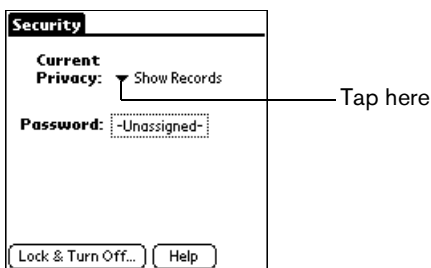 Security
Current
Privacy: Show Records
Tap here
Password: -Unassigned-
Lock & Turn Off... Help